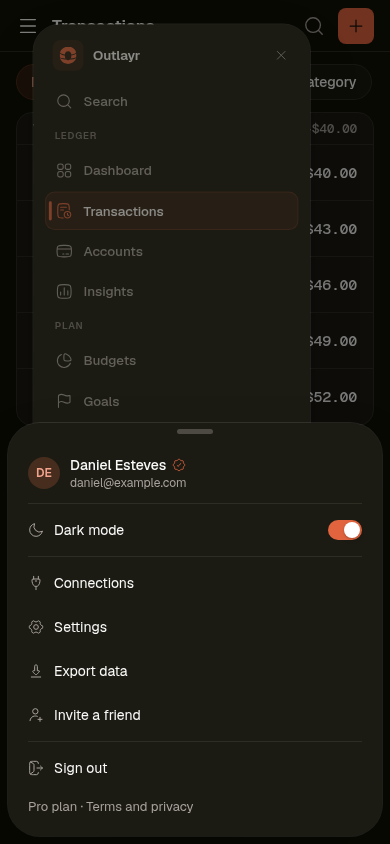 Transactions
Outlayr
ategory
Search
LEDGER
$40.00
Dashboard
$40.00
Transactions
$43.00
Accounts
$46.00
Insights
PLAN
$49.00
Budgets
Goals
$52.00
DE
Daniel Esteves
daniel@example.com
Dark mode
Connections
Settings
Export data
Invite a friend
Sign out
Pro plan · Terms and privacy